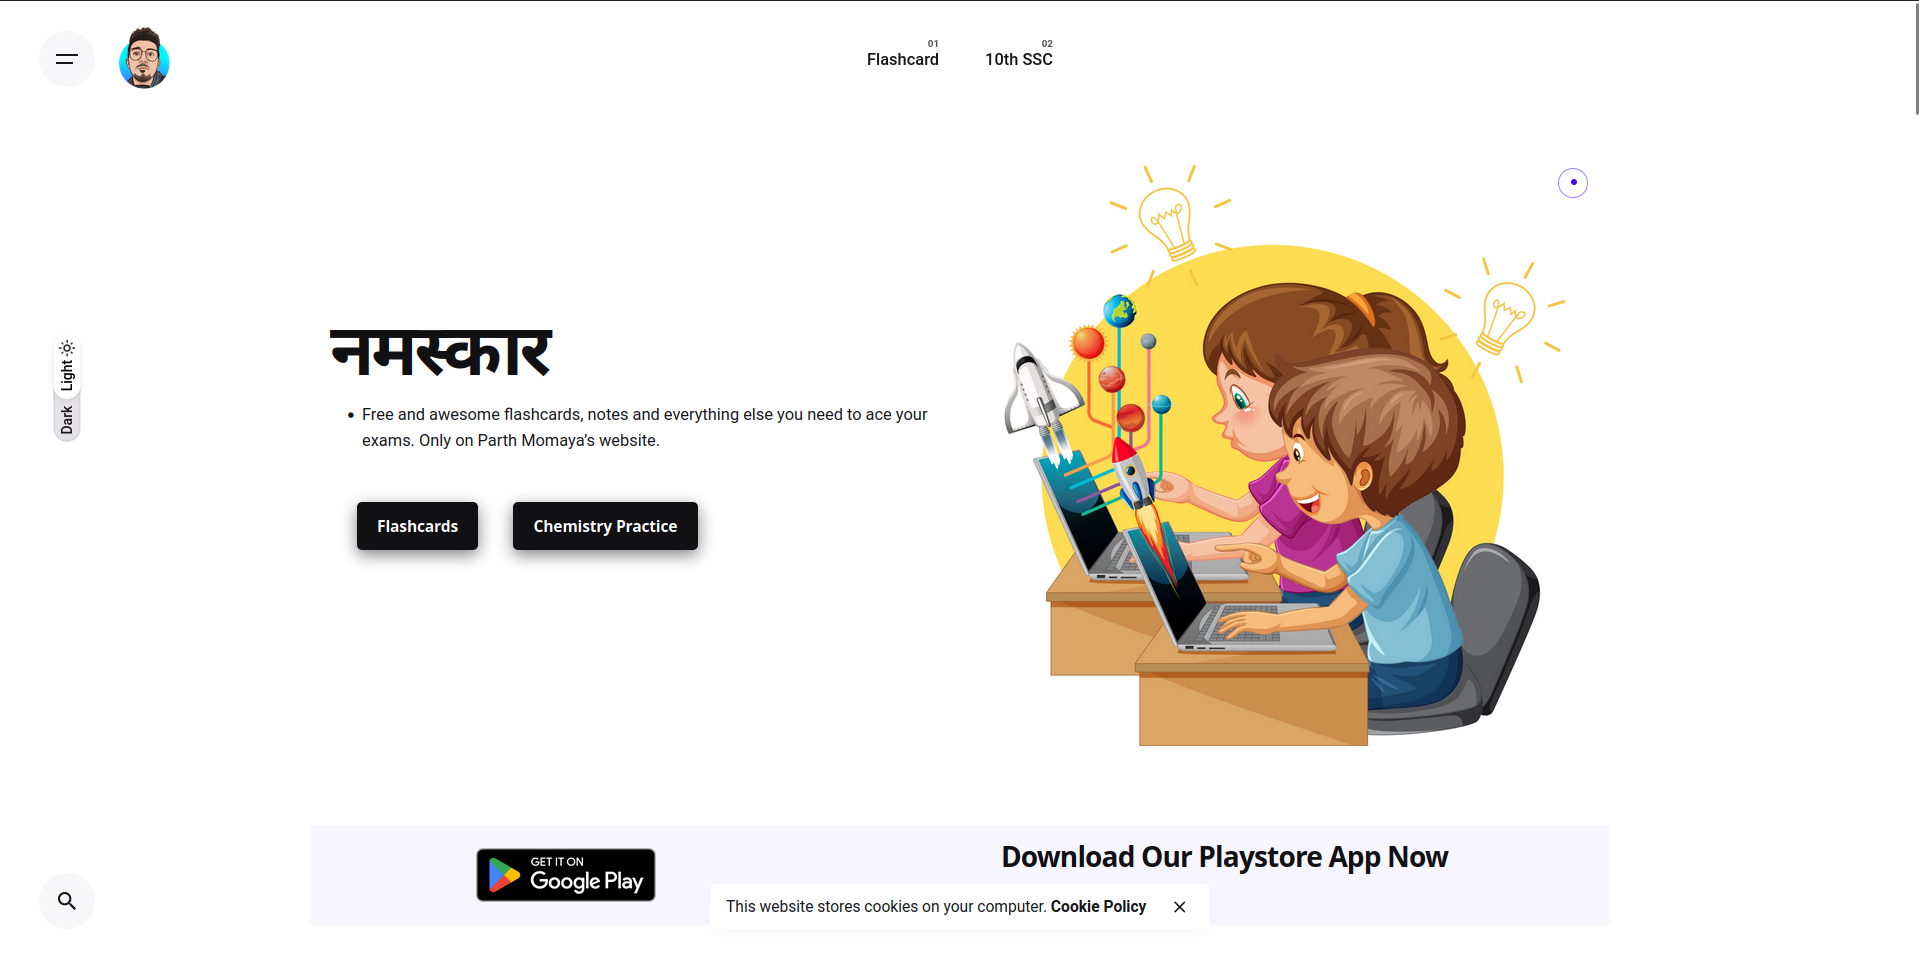 01
Flashcard
02
10th SSC
Light
Dark
नमस्कार
• Free and awesome flashcards, notes and everything else you need to ace your
exams. Only on Parth Momaya’s website.
Flashcards
Chemistry Practice
GET IT ON
Google Play
Download Our Playstore App Now
This website stores cookies on your computer. Cookie Policy